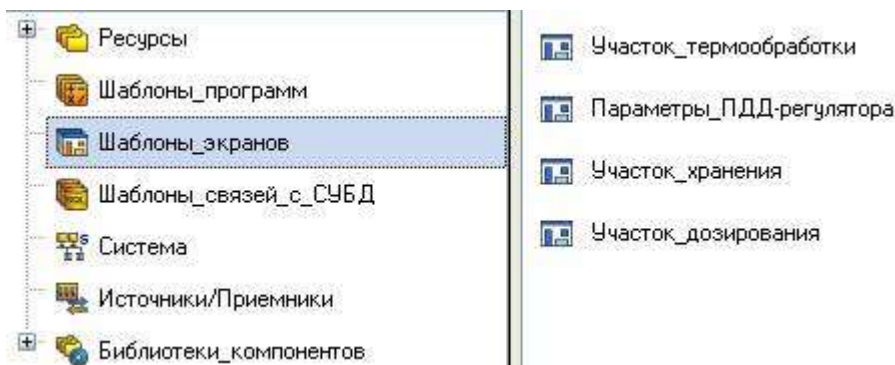 Ресурсы
Шаблоны_программ
Шаблоны_экранов
Шаблоны_связей_с_СУБД
Система
Источники/Приемники
Библиотеки_компонентов
Участок_термообработки
Параметры_ПДД-регулятора
Участок_хранения
Участок_дозирования